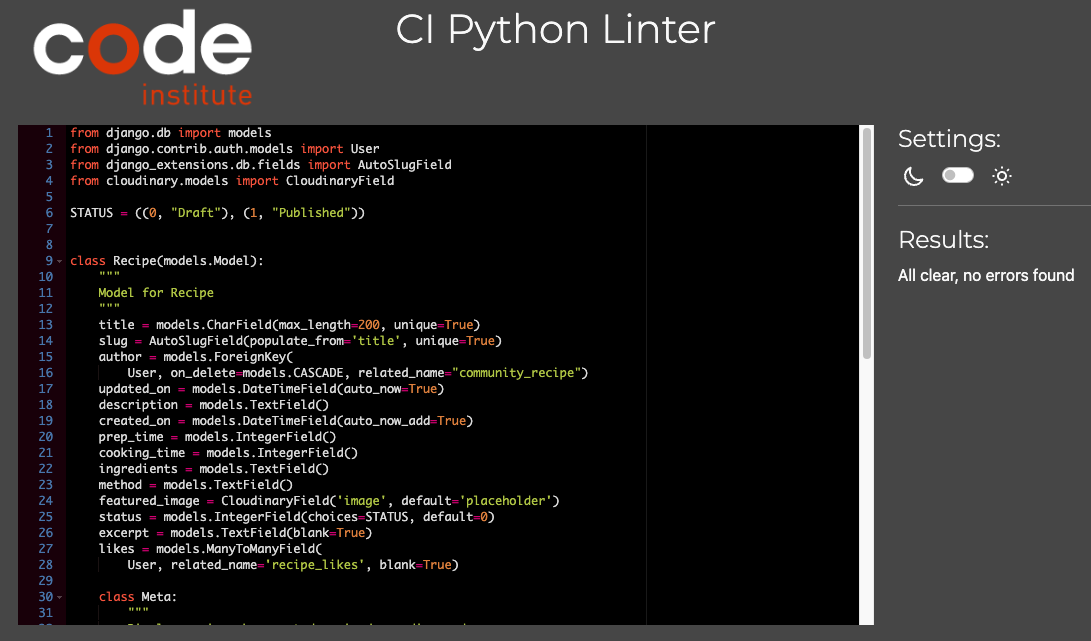 code
institute
CI Python Linter
1 from django.db import models
2 from django.contrib.auth.models import User
3 from django_extensions.db.fields import AutoSlugField
4 from cloudinary.models import CloudinaryField
5
6 STATUS = ((0, "Draft"), (1, "Published"))
7
8
9 class Recipe(models.Model):
10     """
11     Model for Recipe
12     """
13     title = models.CharField(max_length=200, unique=True)
14     slug = AutoSlugField(populate_from='title', unique=True)
15     author = models.ForeignKey(
16         User, on_delete=models.CASCADE, related_name="community_recipe")
17     updated_on = models.DateTimeField(auto_now=True)
18     description = models.TextField()
19     created_on = models.DateTimeField(auto_now_add=True)
20     prep_time = models.IntegerField()
21     cooking_time = models.IntegerField()
22     ingredients = models.TextField()
23     method = models.TextField()
24     featured_image = CloudinaryField('image', default='placeholder')
25     status = models.IntegerField(choices=STATUS, default=0)
26     excerpt = models.TextField(blank=True)
27     likes = models.ManyToManyField(
28         User, related_name='recipe_likes', blank=True)
29
30     class Meta:
31         """
Settings:
Results:
All clear, no errors found